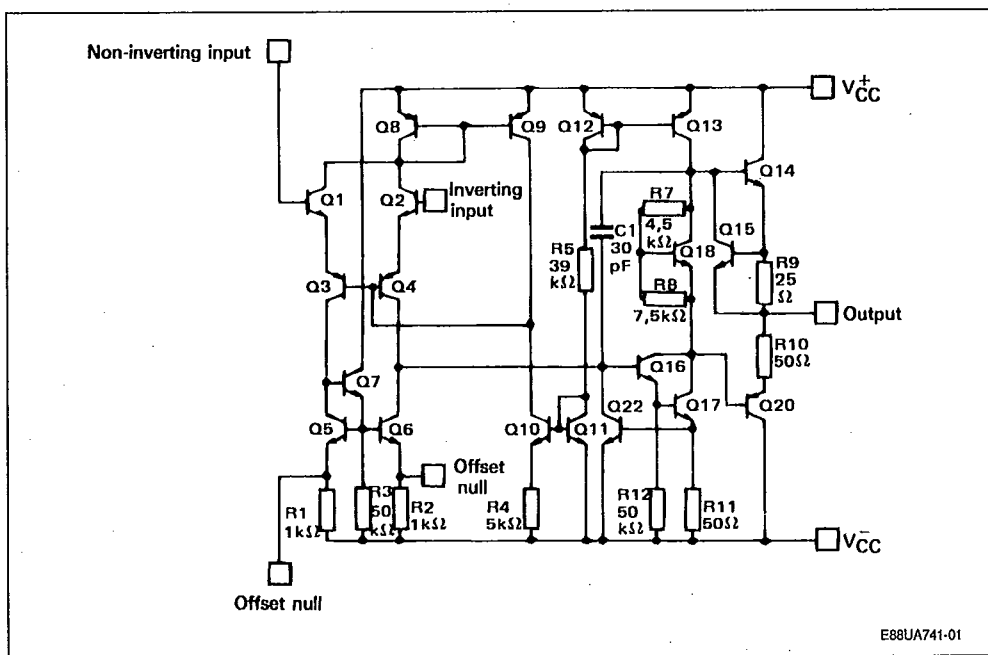 Non-inverting input
V+CC
Q8
Q9
Q12
Q13
Q14
Q1
Q2
Inverting
input
R7
4,5
kΩ
Q15
C1
30
pF
Q18
R5
39
kΩ
R9
25
Ω
Q3
Q4
R8
7,5kΩ
Output
R10
50Ω
Q7
Q16
Q5
Q6
Q10
Q11
Q22
Q17
Q20
Offset
null
R1
1kΩ
R3
50
kΩ
R2
1kΩ
R4
5kΩ
R12
50
kΩ
R11
50Ω
V-CC
Offset null
E88UA741-01